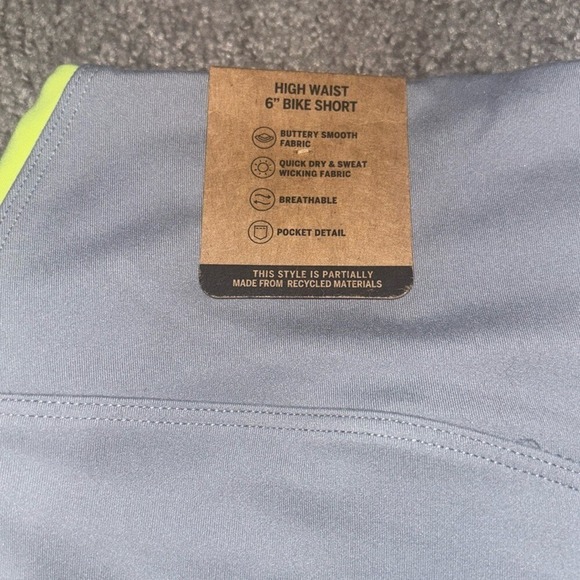 HIGH WAIST
6" BIKE SHORT
BUTTERY SMOOTH
FABRIC
QUICK DRY & SWEAT
WICKING FABRIC
BREATHABLE
POCKET DETAIL
THIS STYLE IS PARTIALLY
MADE FROM RECYCLED MATERIALS